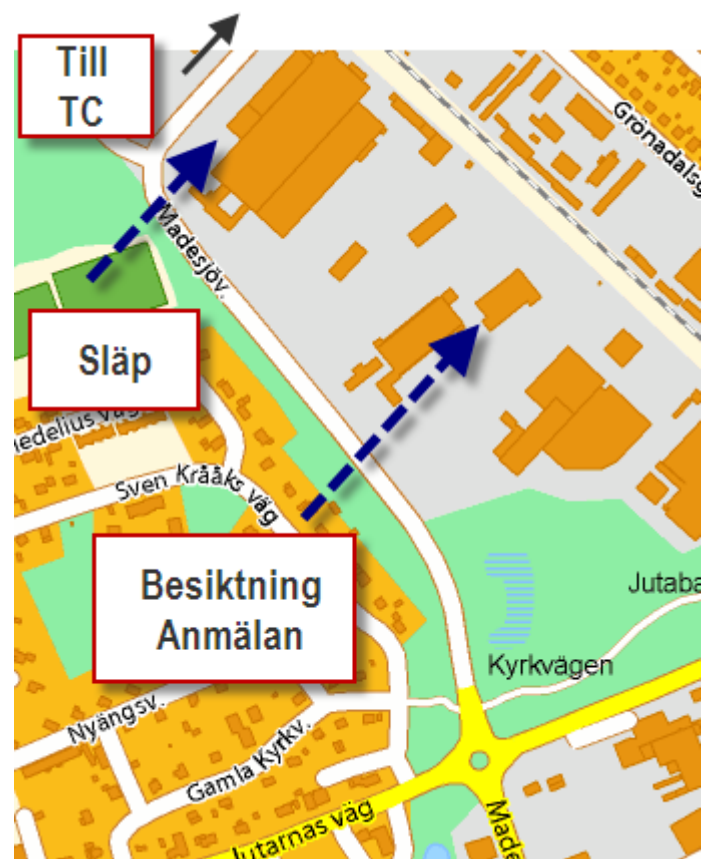 Till
TC
Grönadalsg
Madesjöv.
Släp
edelius väg
Sven Krååks väg
Besiktning
Anmälan
Jutaba
Kyrkvägen
Nyängsv.
Gamla Kyrkv.
Jutarnas väg
Made